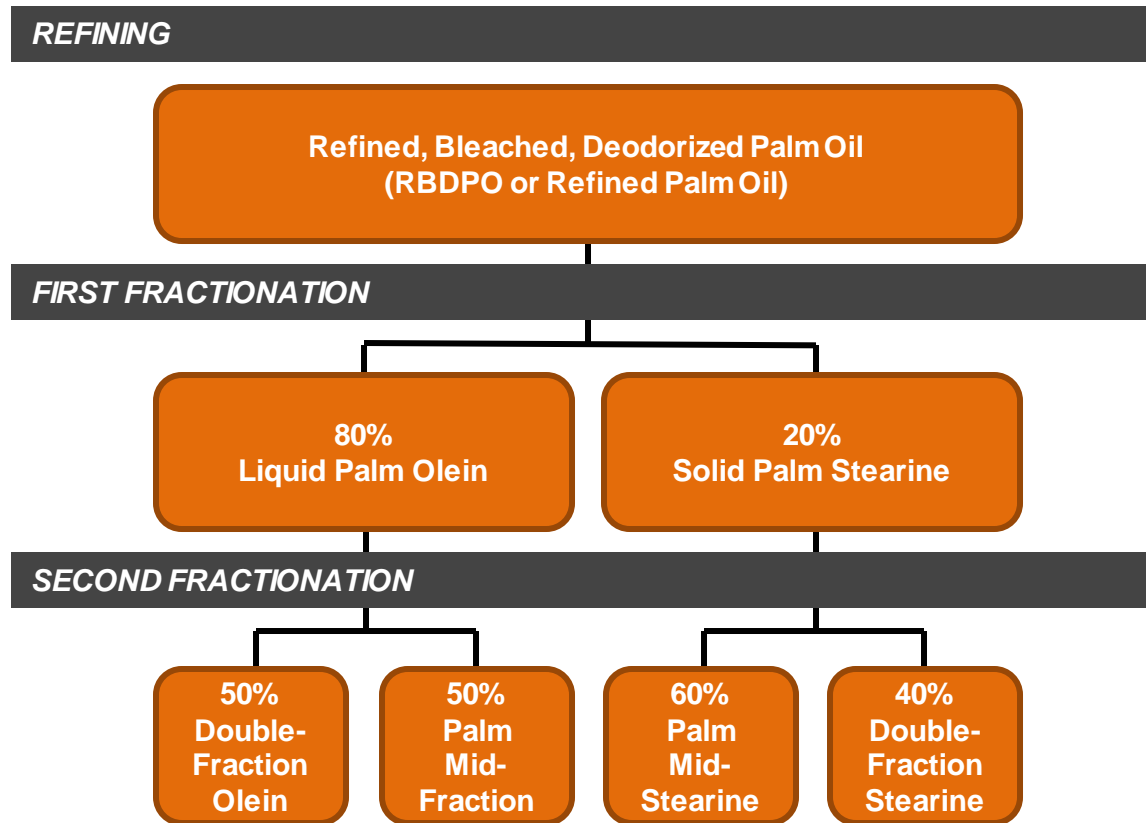 REFINING
Refined, Bleached, Deodorized Palm Oil
(RBDPO or Refined Palm Oil)
FIRST FRACTIONATION
80%
Liquid Palm Olein
20%
Solid Palm Stearine
SECOND FRACTIONATION
50%
Double-
Fraction
Olein
50%
Palm
Mid-
Fraction
60%
Palm
Mid-
Stearine
40%
Double-
Fraction
Stearine